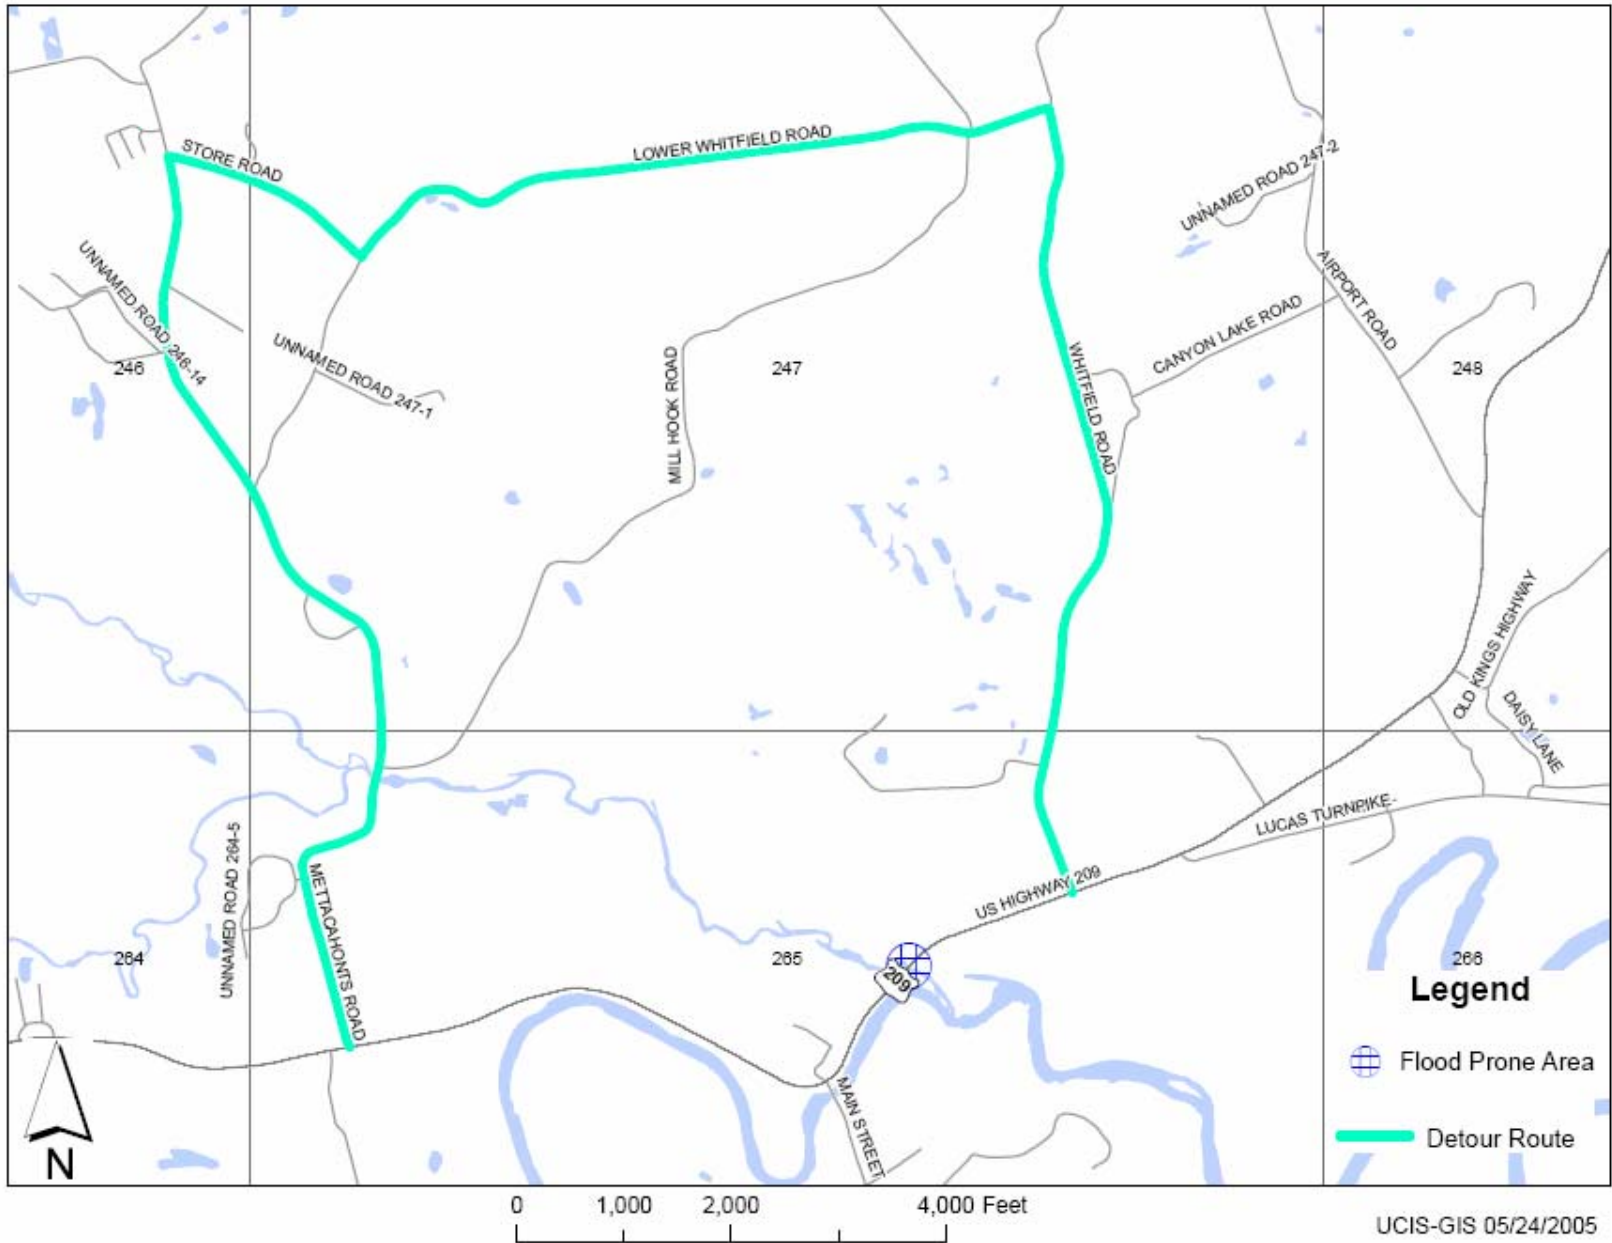 STORE ROAD
LOWER WHITFIELD ROAD
UNNAMED ROAD 247-2
UNNAMED ROAD 246-14
AIRPORT ROAD
CANYON LAKE ROAD
UNNAMED ROAD 247-1
246
247
248
MILL HOOK ROAD
WHITFIELD ROAD
OLD KINGS HIGHWAY
DAISY LANE
LUCAS TURNPIKE
UNNAMED ROAD 264-5
METTACAHONTS ROAD
US HIGHWAY 209
264
265
266
209
MAIN STREET
Legend
Flood Prone Area
Detour Route
N
0 1,000 2,000 4,000 Feet
UCIS-GIS 05/24/2005